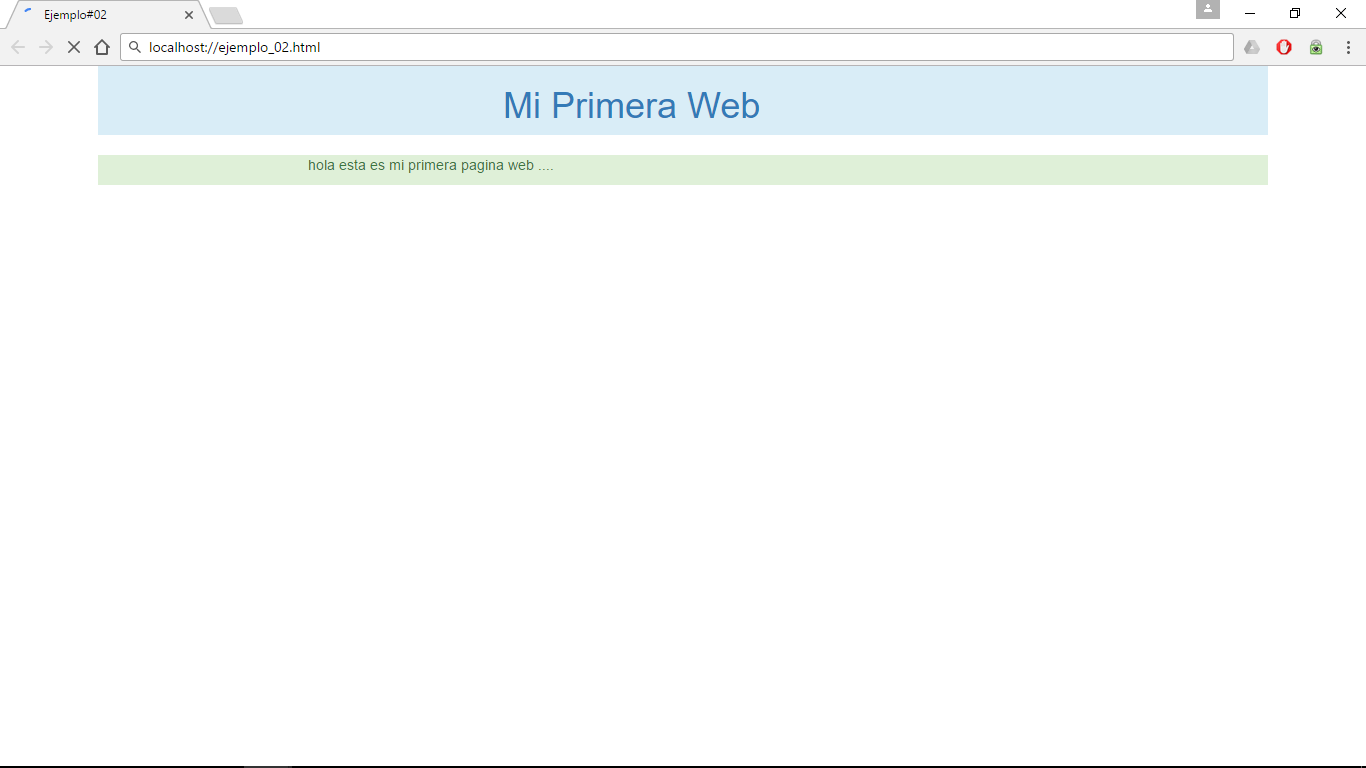 Ejemplo#02
localhost://ejemplo_02.html
Mi Primera Web
hola esta es mi primera pagina web ....